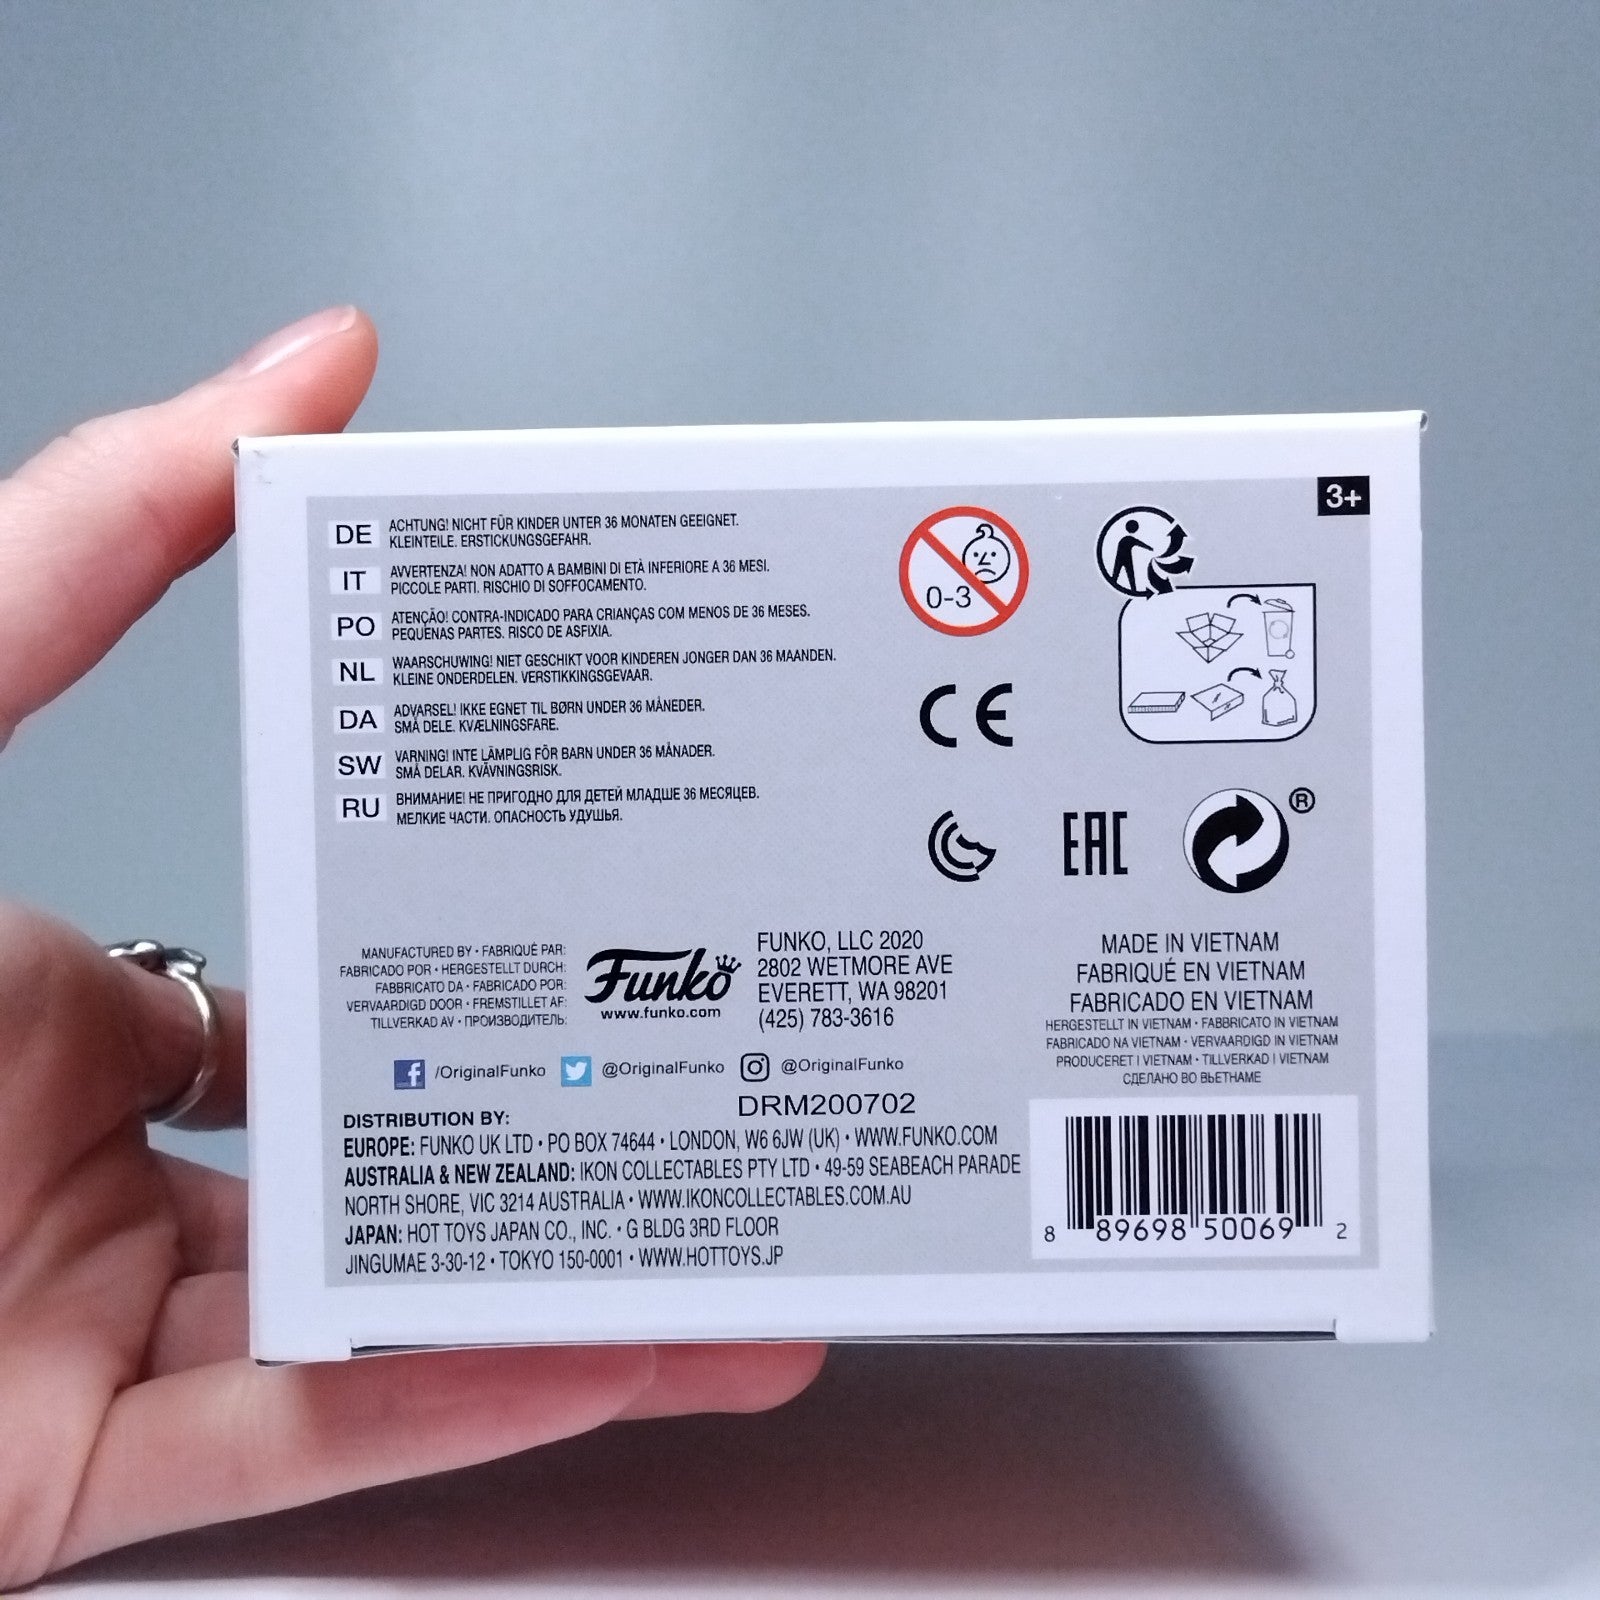 3+
DE
ACHTUNG! NICHT FÜR KINDER UNTER 36 MONATEN GEEIGNET.
KLEINTEILE. ERSTICKUNGSGEFAHR.
IT
AVVERTENZA! NON ADATTO A BAMBINI DI ETÀ INFERIORE A 36 MESI.
PICCOLE PARTI. RISCHIO DI SOFFOCAMENTO.
PO
ATENÇÃO! CONTRA-INDICADO PARA CRIANÇAS COM MENOS DE 36 MESES.
PEQUENAS PARTES. RISCO DE ASFIXIA.
NL
WAARSCHUWING! NIET GESCHIKT VOOR KINDEREN JONGER DAN 36 MAANDEN.
KLEINE ONDERDELEN. VERSTIKKINGSGEVAAR.
DA
ADVARSEL! IKKE EGNET TIL BØRN UNDER 36 MÅNEDER.
SMÅ DELE. KVÆLNINGSFARE.
SW
VARNING! INTE LÄMPLIG FÖR BARN UNDER 36 MÅNADER.
SMÅ DELAR. KVÄVNINGSRISK.
RU
ВНИМАНИЕ! НЕ ПРИГОДНО ДЛЯ ДЕТЕЙ МЛАДШЕ 36 МЕСЯЦЕВ.
МЕЛКИЕ ЧАСТИ. ОПАСНОСТЬ УДУШЬЯ.
0-3
CE
EAC
®
MANUFACTURED BY • FABRIQUÉ PAR:
FABRICADO POR • HERGESTELLT DURCH:
FABBRICATO DA • FABRICADO POR:
VERVAARDIGD DOOR • FREMSTILLET AF:
TILLVERKAD AV • ПРОИЗВОДИТЕЛЬ:
Funko
www.funko.com
FUNKO, LLC 2020
2802 WETMORE AVE
EVERETT, WA 98201
(425) 783-3616
MADE IN VIETNAM
FABRIQUÉ EN VIETNAM
FABRICADO EN VIETNAM
HERGESTELLT IN VIETNAM • FABBRICATO IN VIETNAM
FABRICADO NA VIETNAM • VERVAARDIGD IN VIETNAM
PRODUCERET I VIETNAM • TILLVERKAD I VIETNAM
СДЕЛАНО ВО ВЬЕТНАМЕ
/OriginalFunko @OriginalFunko @OriginalFunko
DRM200702
DISTRIBUTION BY:
EUROPE: FUNKO UK LTD • PO BOX 74644 • LONDON, W6 6JW (UK) • WWW.FUNKO.COM
AUSTRALIA & NEW ZEALAND: IKON COLLECTABLES PTY LTD • 49-59 SEABEACH PARADE
NORTH SHORE, VIC 3214 AUSTRALIA • WWW.IKONCOLLECTABLES.COM.AU
JAPAN: HOT TOYS JAPAN CO., INC. • G BLDG 3RD FLOOR
JINGUMAE 3-30-12 • TOKYO 150-0001 • WWW.HOTTOYS.JP
8 89698 50069 2